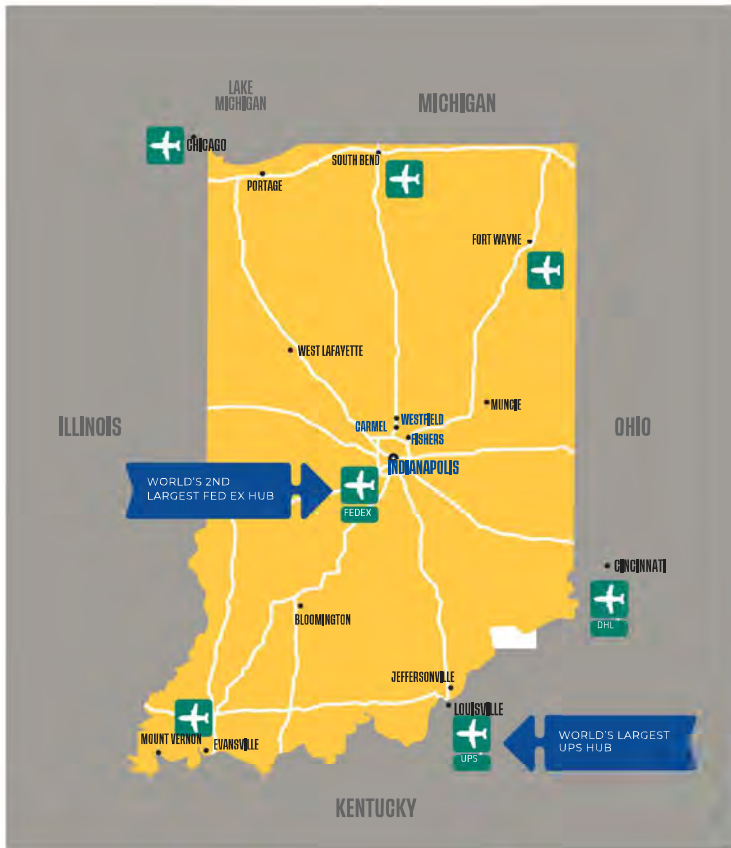 LAKE
MICHIGAN
MICHIGAN
CHICAGO
SOUTH BEND
PORTAGE
FORT WAYNE
WEST LAFAYETTE
MUNCIE
WESTFIELD
CARMEL
FISHERS
ILLINOIS
OHIO
INDIANAPOLIS
WORLD'S 2ND
LARGEST FED EX HUB
FEDEX
CINCINNATI
DHL
BLOOMINGTON
JEFFERSONVILLE
LOUISVILLE
MOUNT VERNON
EVANSVILLE
WORLD'S LARGEST
UPS HUB
UPS
KENTUCKY